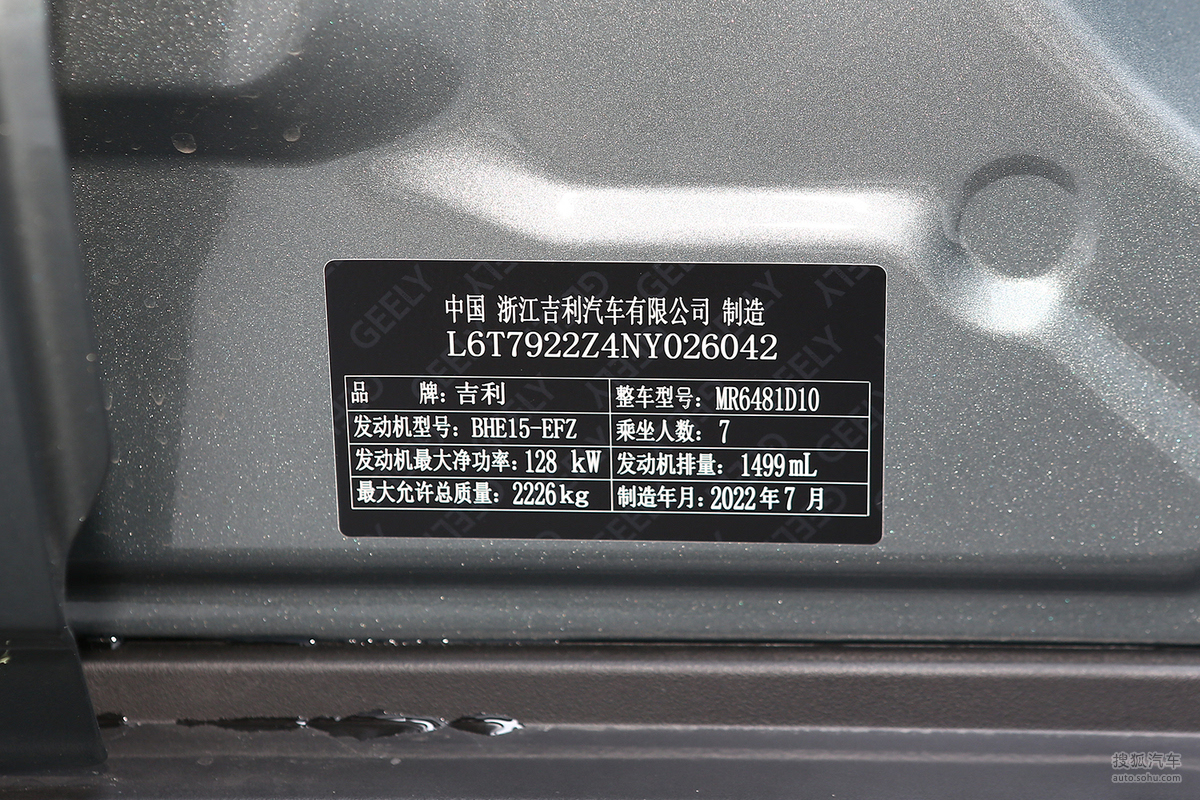 中国 浙江吉利汽车有限公司 制造
L6T7922Z4NY026042
品 牌: 吉利 整车型号: MR6481D10
发动机型号: BHE15-EFZ 乘坐人数: 7
发动机最大净功率: 128 kW 发动机排量: 1499mL
最大允许总质量: 2226kg 制造年月: 2022年7月
GEELY
搜狐汽车
auto.sohu.com